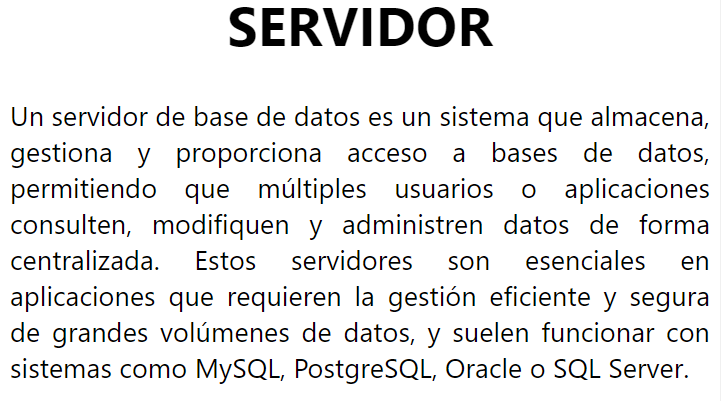 SERVIDOR
Un servidor de base de datos es un sistema que almacena,
gestiona y proporciona acceso a bases de datos,
permitiendo que múltiples usuarios o aplicaciones
consulten, modifiquen y administren datos de forma
centralizada. Estos servidores son esenciales en
aplicaciones que requieren la gestión eficiente y segura
de grandes volúmenes de datos, y suelen funcionar con
sistemas como MySQL, PostgreSQL, Oracle o SQL Server.